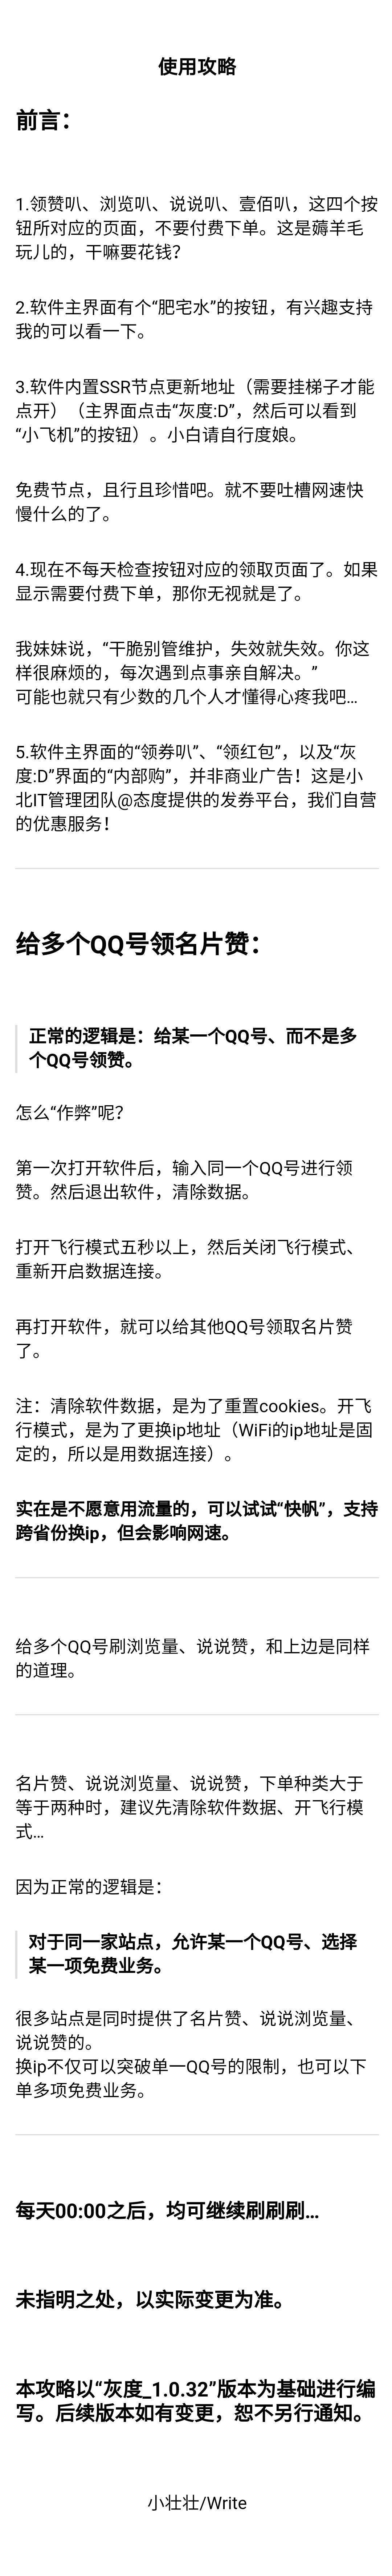 使用攻略
前言：
1.领赞叭、浏览叭、说说叭、壹佰叭，这四个按
钮所对应的页面，不要付费下单。这是薅羊毛
玩儿的，干嘛要花钱？
2.软件主界面有个“肥宅水”的按钮，有兴趣支持
我的可以看一下。
3.软件内置SSR节点更新地址（需要挂梯子才能
点开）（主界面点击“灰度:D”，然后可以看到
“小飞机”的按钮）。小白请自行度娘。
免费节点，且行且珍惜吧。就不要吐槽网速快
慢什么的了。
4.现在不每天检查按钮对应的领取页面了。如果
显示需要付费下单，那你无视就是了。
我妹妹说，“干脆别管维护，失效就失效。你这
样很麻烦的，每次遇到点事亲自解决。”
可能也就只有少数的几个人才懂得心疼我吧...
5.软件主界面的“领券叭”、“领红包”，以及“灰
度:D”界面的“内部购”，并非商业广告！这是小
北IT管理团队@态度提供的发券平台，我们自营
的优惠服务！
给多个QQ号领名片赞：
正常的逻辑是：给某一个QQ号、而不是多
个QQ号领赞。
怎么“作弊”呢？
第一次打开软件后，输入同一个QQ号进行领
赞。然后退出软件，清除数据。
打开飞行模式五秒以上，然后关闭飞行模式、
重新开启数据连接。
再打开软件，就可以给其他QQ号领取名片赞
了。
注：清除软件数据，是为了重置cookies。开飞
行模式，是为了更换ip地址（WiFi的ip地址是固
定的，所以是用数据连接）。
实在是不愿意用流量的，可以试试“快帆”，支持
跨省份换ip，但会影响网速。
给多个QQ号刷浏览量、说说赞，和上边是同样
的道理。
名片赞、说说浏览量、说说赞，下单种类大于
等于两种时，建议先清除软件数据、开飞行模
式...
因为正常的逻辑是：
对于同一家站点，允许某一个QQ号、选择
某一项免费业务。
很多站点是同时提供了名片赞、说说浏览量、
说说赞的。
换ip不仅可以突破单一QQ号的限制，也可以下
单多项免费业务。
每天00:00之后，均可继续刷刷刷...
未指明之处，以实际变更为准。
本攻略以“灰度_1.0.32”版本为基础进行编
写。后续版本如有变更，恕不另行通知。
小壮壮/Write